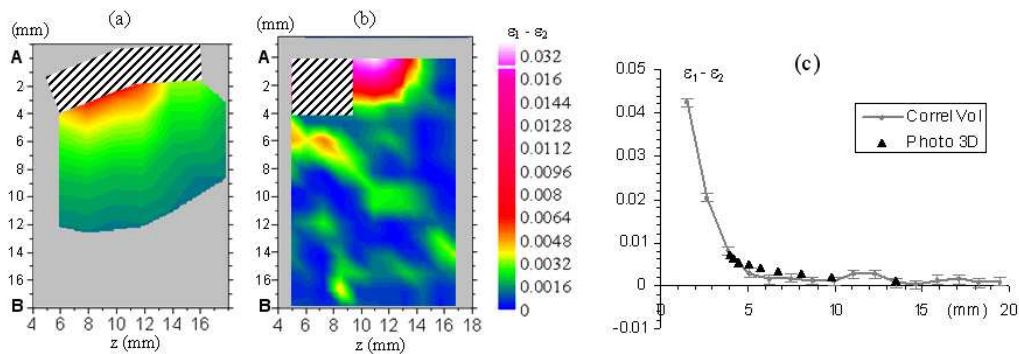 (mm) (a) (b) ε₁ - ε₂ (mm)
A
2
4
6
8
10
12
14
16
B
4 6 8 10 12 14 16
z (mm)
A
2
4
6
8
10
12
14
16
B
4 6 8 10 12 14 16 18
z (mm)
0.032
0.016
0.0144
0.0128
0.0112
0.0096
0.008
0.0064
0.0048
0.0032
0.0016
0
(c)
ε₁ - ε₂
0.05
0.04
0.03
0.02
0.01
0
-0.01
Correl Vol
Photo 3D
0 5 10 (mm) 15 20